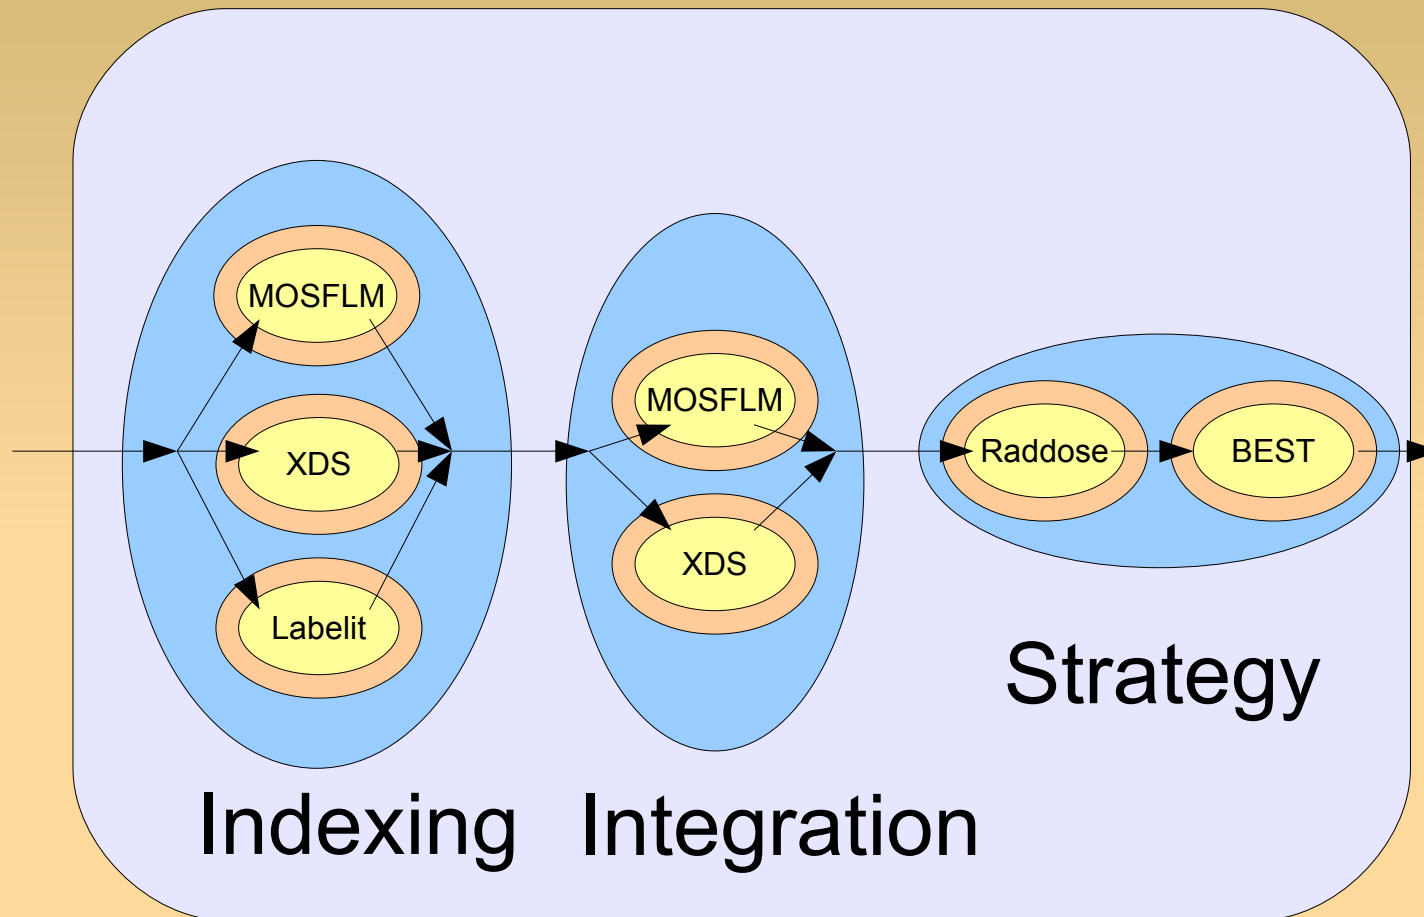 MOSFLM
XDS
Labelit
Indexing
MOSFLM
XDS
Integration
Raddose
BEST
Strategy